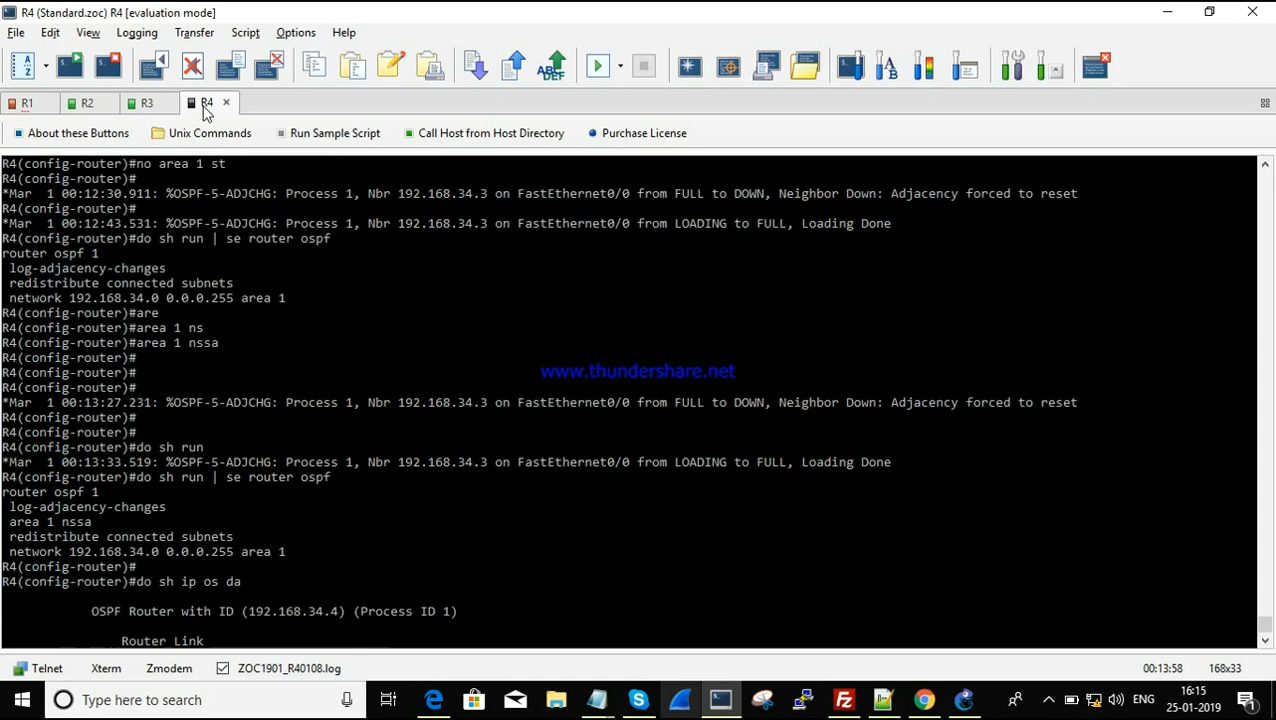 R4 (Standard.zoc) R4 [evaluation mode]
File Edit View Logging Transfer Script Options Help
R1 R2 R3 R4
About these Buttons Unix Commands Run Sample Script Call Host from Host Directory Purchase License
R4(config-router)#no area 1 st
R4(config-router)#
*Mar  1 00:12:30.911: %OSPF-5-ADJCHG: Process 1, Nbr 192.168.34.3 on FastEthernet0/0 from FULL to DOWN, Neighbor Down: Adjacency forced to reset
R4(config-router)#
*Mar  1 00:12:43.531: %OSPF-5-ADJCHG: Process 1, Nbr 192.168.34.3 on FastEthernet0/0 from LOADING to FULL, Loading Done
R4(config-router)#do sh run | se router ospf
router ospf 1
log-adjacency-changes
redistribute connected subnets
network 192.168.34.0 0.0.0.255 area 1
R4(config-router)#are
R4(config-router)#area 1 ns
R4(config-router)#area 1 nssa
R4(config-router)#
R4(config-router)#
www.thundershare.net
R4(config-router)#
*Mar  1 00:13:27.231: %OSPF-5-ADJCHG: Process 1, Nbr 192.168.34.3 on FastEthernet0/0 from FULL to DOWN, Neighbor Down: Adjacency forced to reset
R4(config-router)#
R4(config-router)#
R4(config-router)#do sh run
*Mar  1 00:13:33.519: %OSPF-5-ADJCHG: Process 1, Nbr 192.168.34.3 on FastEthernet0/0 from LOADING to FULL, Loading Done
R4(config-router)#do sh run | se router ospf
router ospf 1
log-adjacency-changes
area 1 nssa
redistribute connected subnets
network 192.168.34.0 0.0.0.255 area 1
R4(config-router)#
R4(config-router)#do sh ip os da
OSPF Router with ID (192.168.34.4) (Process ID 1)
Router Link
Telnet Xterm Zmodem ZOC1901_R40108.log 00:13:58 168x33
Type here to search ENG 16:15
25-01-2019 1